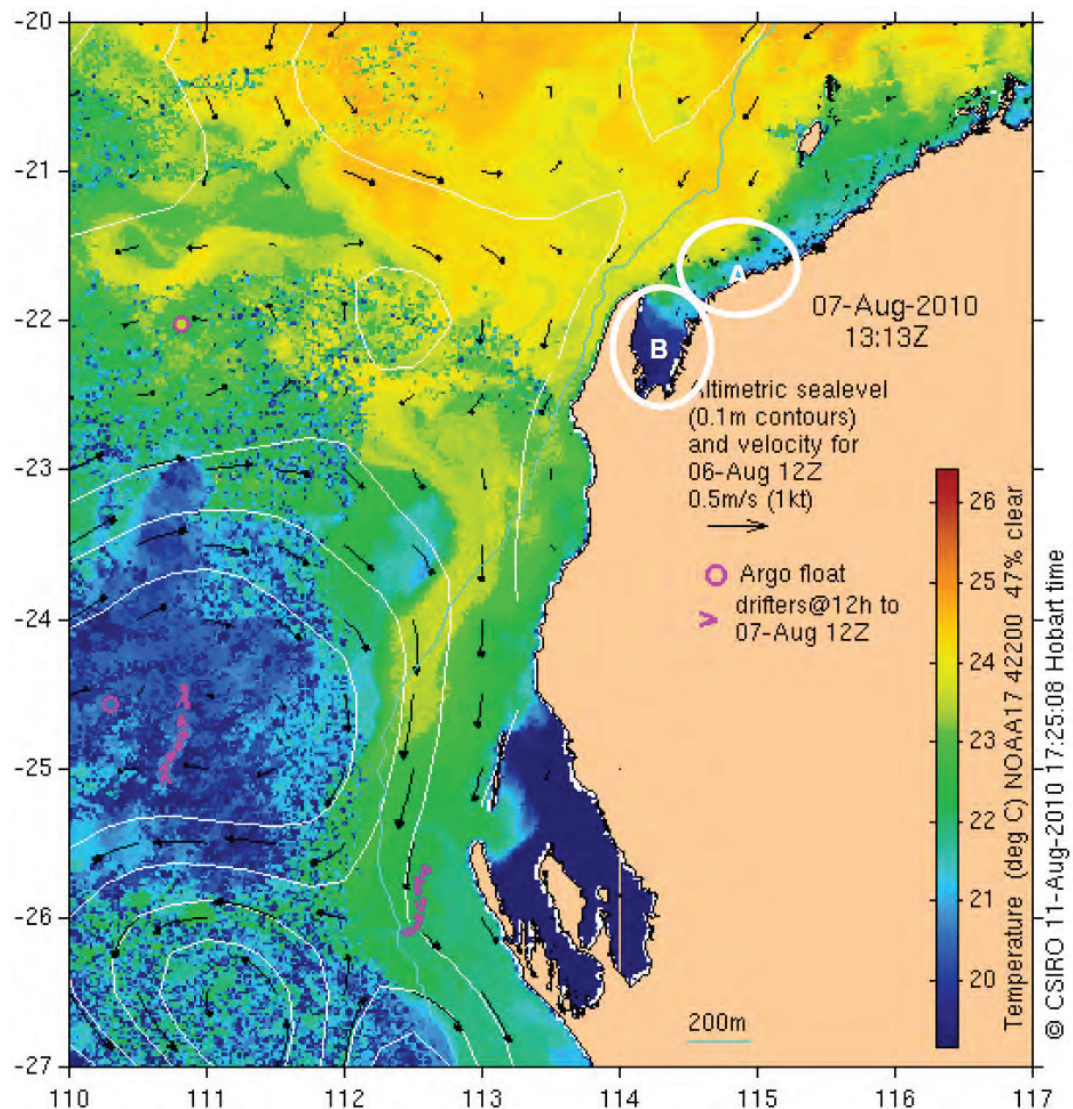 -20
-21
-22
-23
-24
-25
-26
-27
110
111
112
113
114
115
116
117
A
B
07-Aug-2010
13:13Z
Altimetric sealevel
(0.1m contours)
and velocity for
06-Aug 12Z
0.5m/s (1kt)
Argo float
drifters@12h to
07-Aug 12Z
200m
26
25
24
23
22
21
20
Temperature (deg C) NOAA17 42200 47% clear
© CSIRO 11-Aug-2010 17:25:08 Hobart time